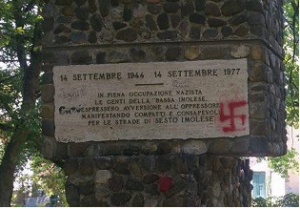 14 SETTEMBRE 1944 14 SETTEMBRE 1977
IN PIENA OCCUPAZIONE NAZISTA
LE GENTI DELLA "BASSA IMOLESE"
ESPRESSERO AVVERSIONE ALL'OPPRESSORE
MANIFESTANDO COMPATTI E CONSAPEVOLI
PER LE STRADE DI SESTO IMOLESE